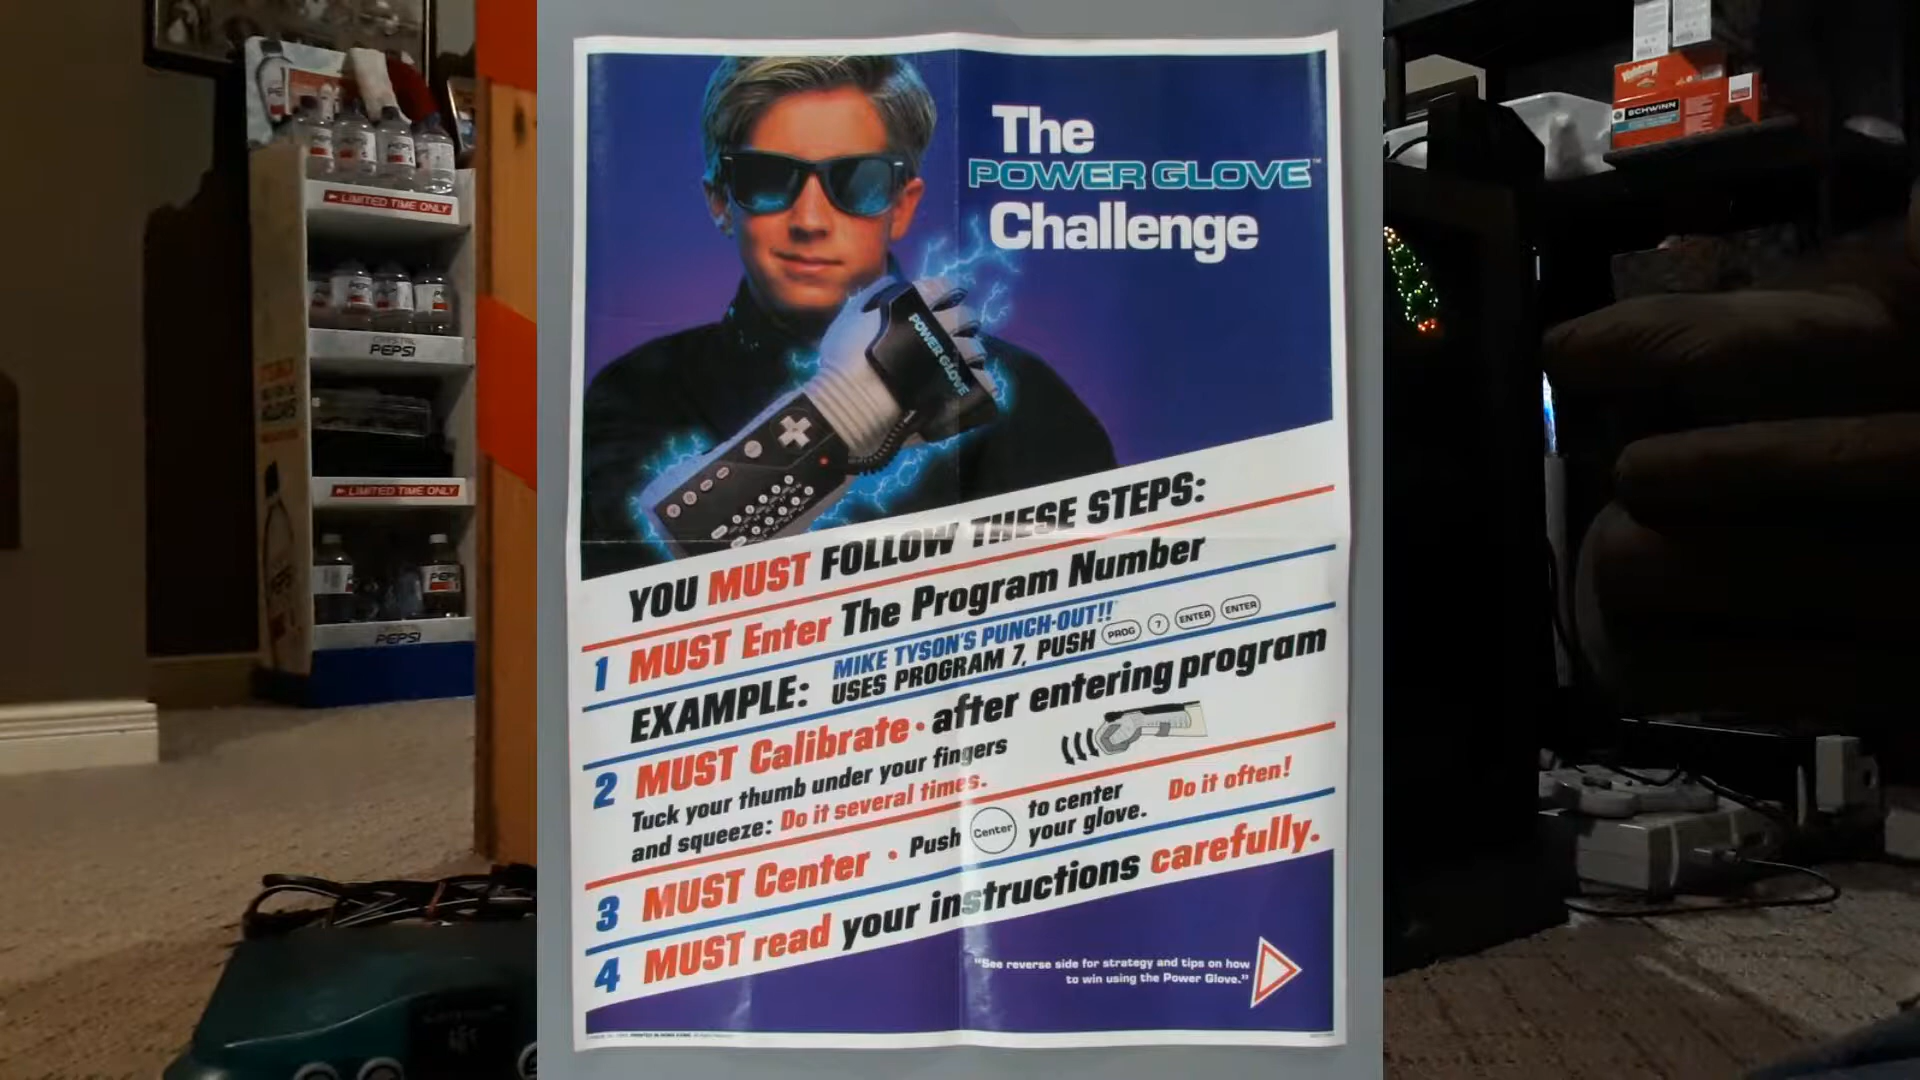 The
POWER GLOVE™
Challenge
POWER GLOVE
YOU MUST FOLLOW THESE STEPS:
1 MUST Enter The Program Number
EXAMPLE: MIKE TYSON'S PUNCH-OUT!!
USES PROGRAM 7, PUSH PROG 7 ENTER ENTER
2 MUST Calibrate • after entering program
Tuck your thumb under your fingers
and squeeze: Do it several times.
3 MUST Center • Push Center to center
your glove. Do it often!
4 MUST read your instructions carefully.
"See reverse side for strategy and tips on how
to win using the Power Glove."
LIMITED TIME ONLY
CRYSTAL
PEPSI
LIMITED TIME ONLY
PEPSI
SCHWINN